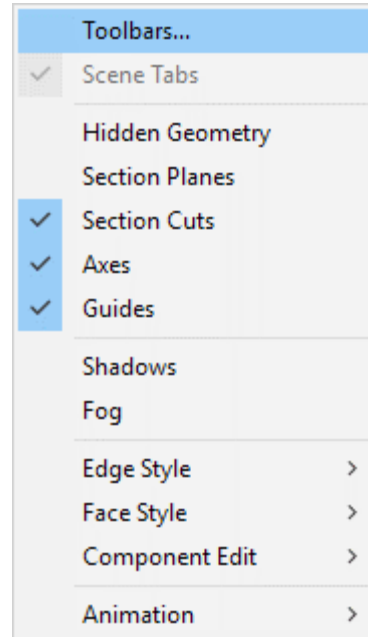 Toolbars...
Scene Tabs
Hidden Geometry
Section Planes
Section Cuts
Axes
Guides
Shadows
Fog
Edge Style
Face Style
Component Edit
Animation